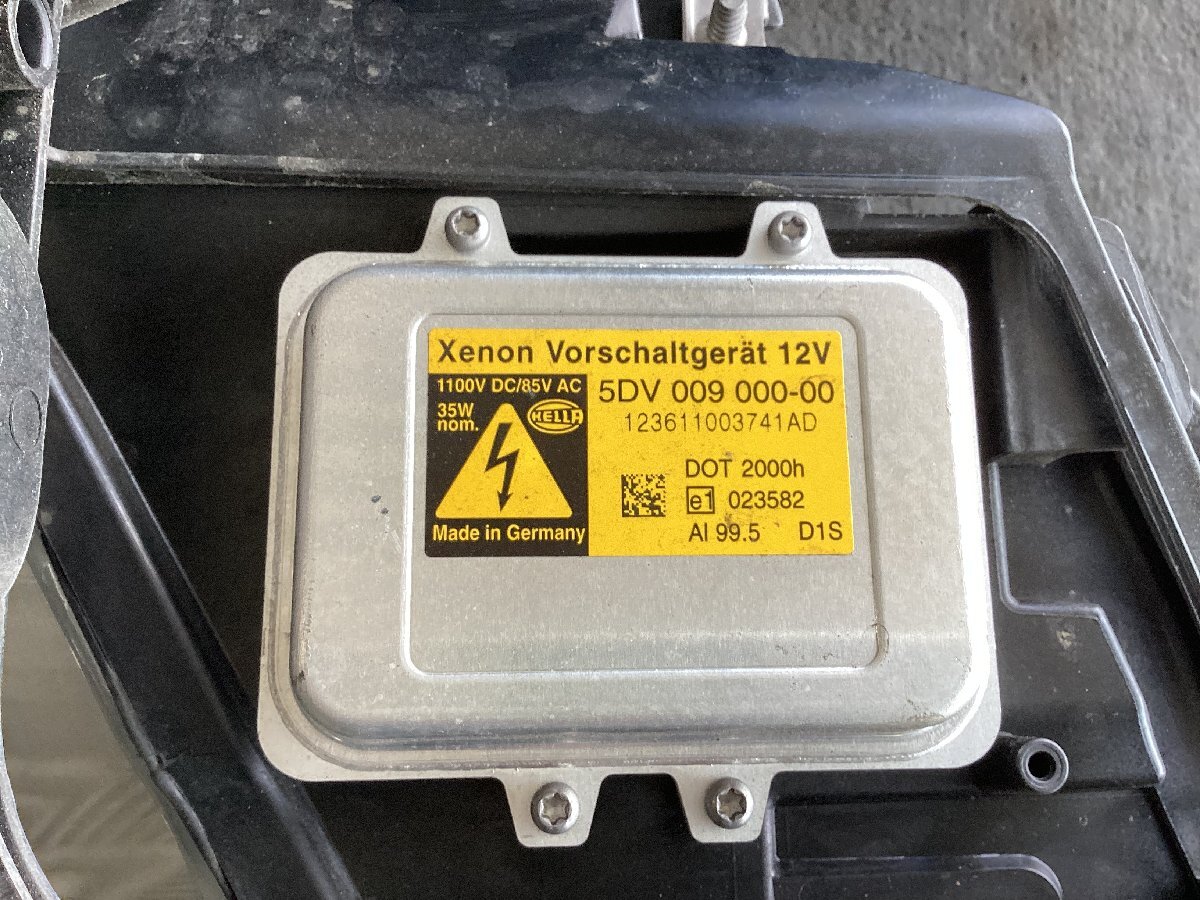 Xenon Vorschaltgerät 12V
1100V DC/85V AC
35W
nom.
HELLA
Made in Germany
5DV 009 000-00
123611003741AD
DOT 2000h
e1 023582
AI 99.5 D1S